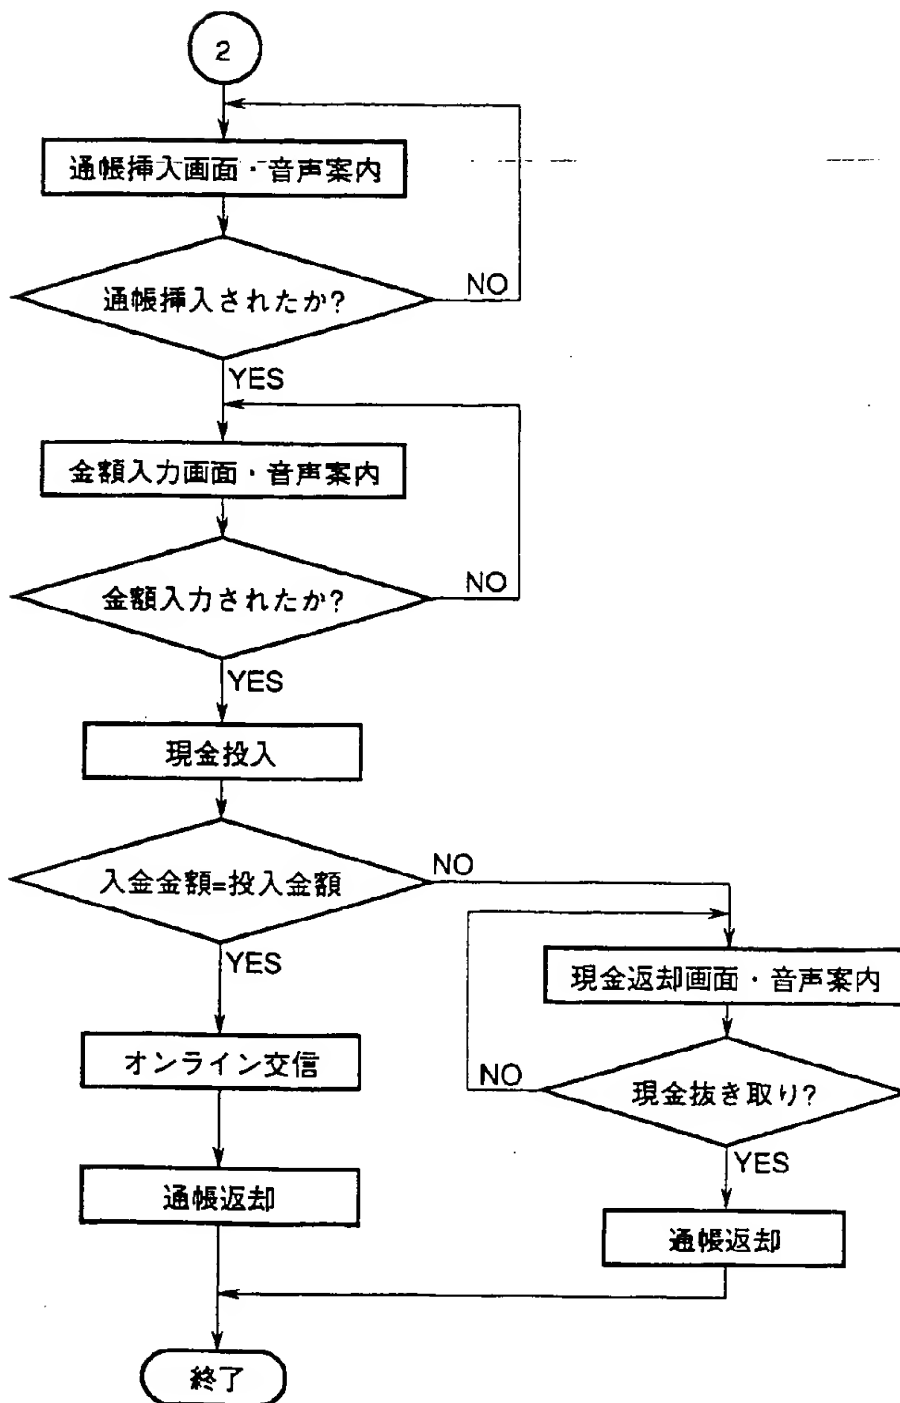 2
通帳挿入画面・音声案内
通帳挿入されたか?
NO
YES
金額入力画面・音声案内
金額入力されたか?
NO
YES
現金投入
入金金額=投入金額
NO
YES
現金返却画面・音声案内
オンライン交信
現金抜き取り?
NO
YES
通帳返却
通帳返却
終了